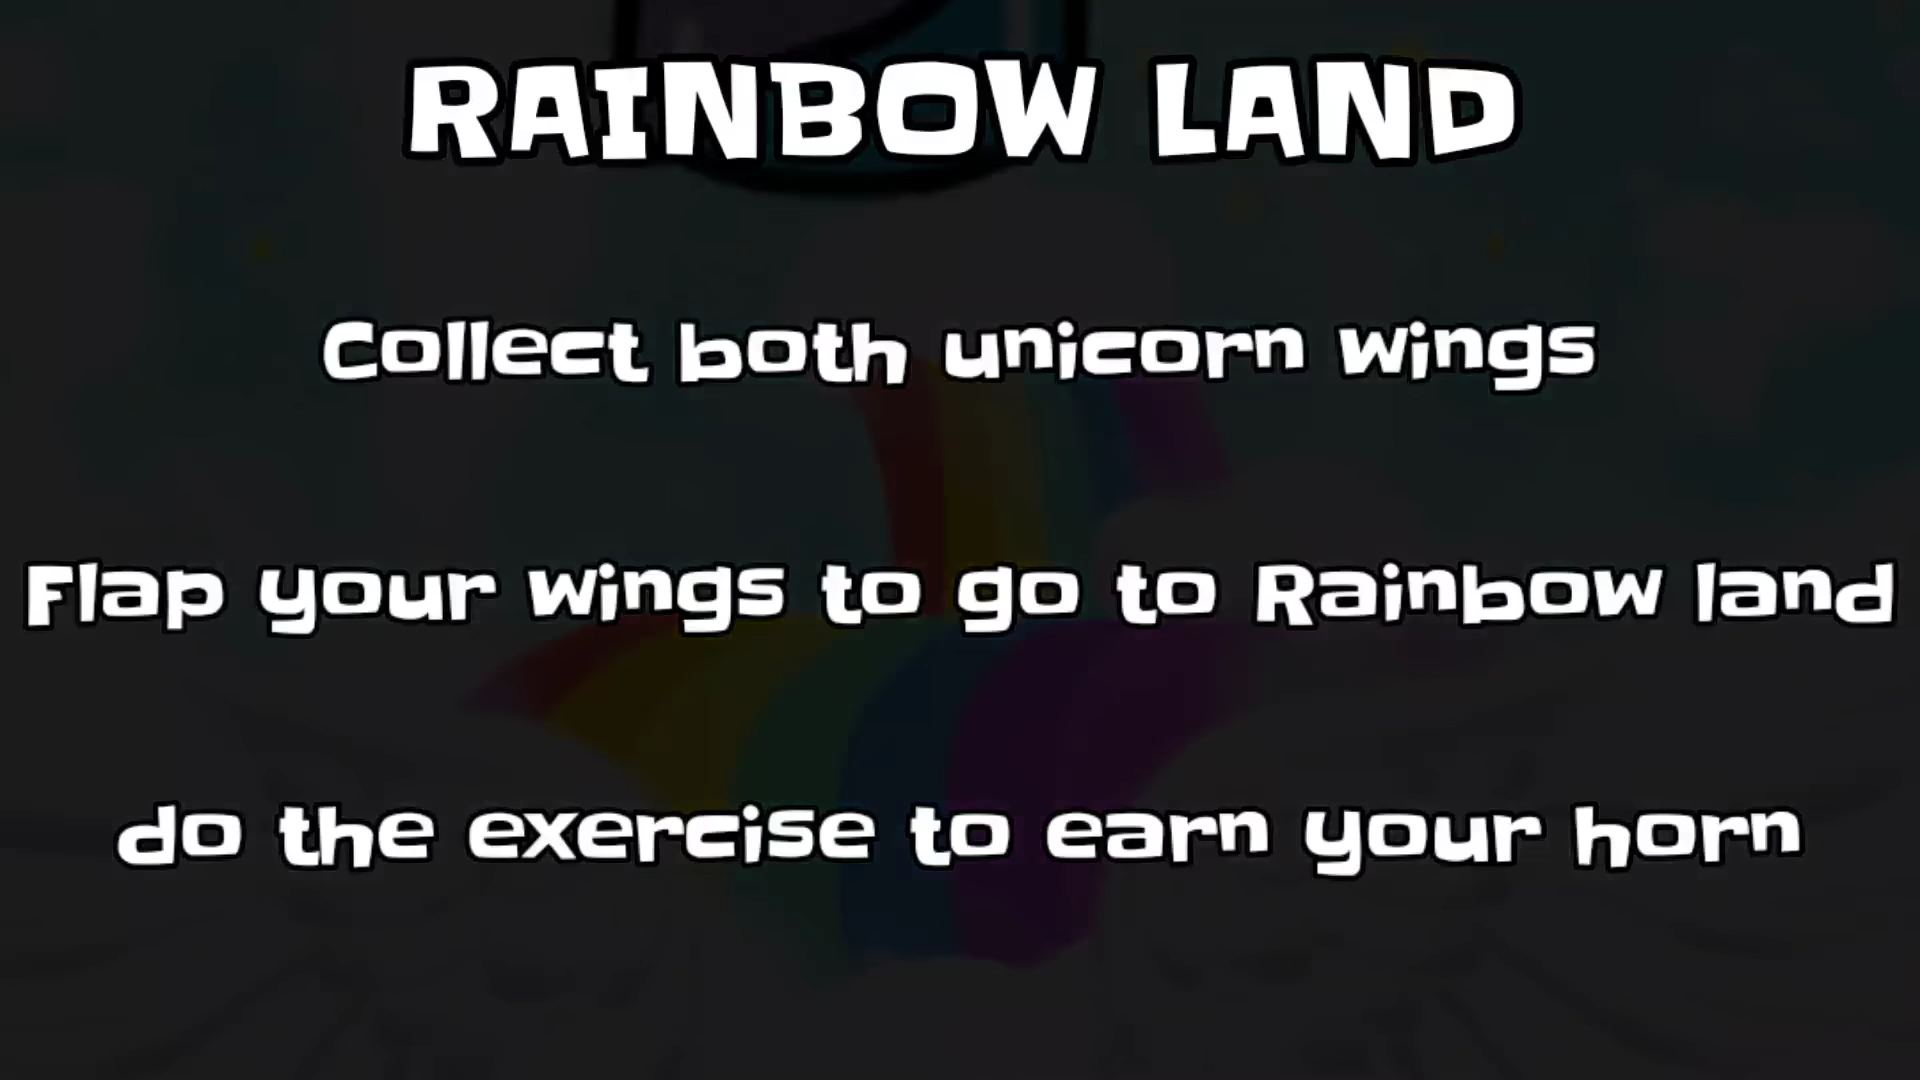 RAINBOW LAND
Collect both unicorn wings
Flap your wings to go to Rainbow land
do the exercise to earn your horn